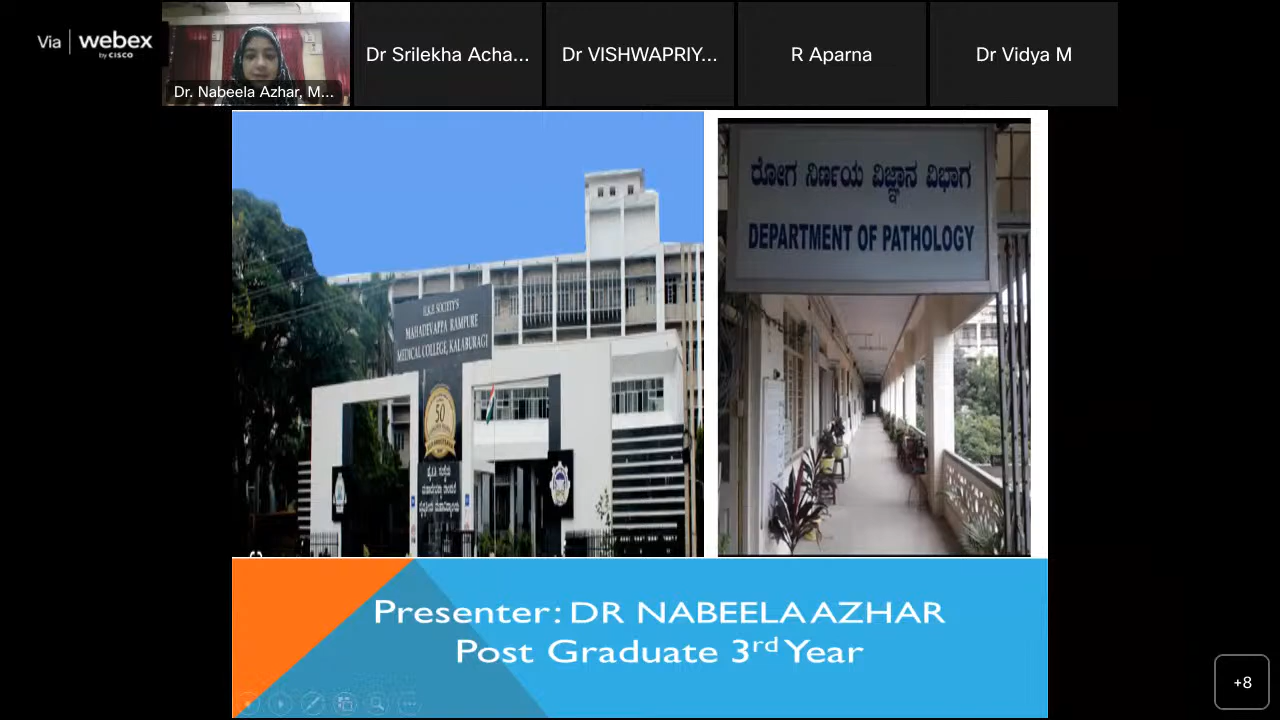 Via webex
by CISCO
Dr. Nabeela Azhar, M...
Dr Srilekha Acha...
Dr VISHWAPRIY...
R Aparna
Dr Vidya M
H.K.E. SOCIETY'S
MAHADEVAPPA RAMPURE
MEDICAL COLLEGE, KALABURAGI
50
ರೋಗ ನಿರ್ಣಯ ವಿಜ್ಞಾನ ವಿಭಾಗ
DEPARTMENT OF PATHOLOGY
Presenter: DR NABEELA AZHAR
Post Graduate 3rd Year
+8